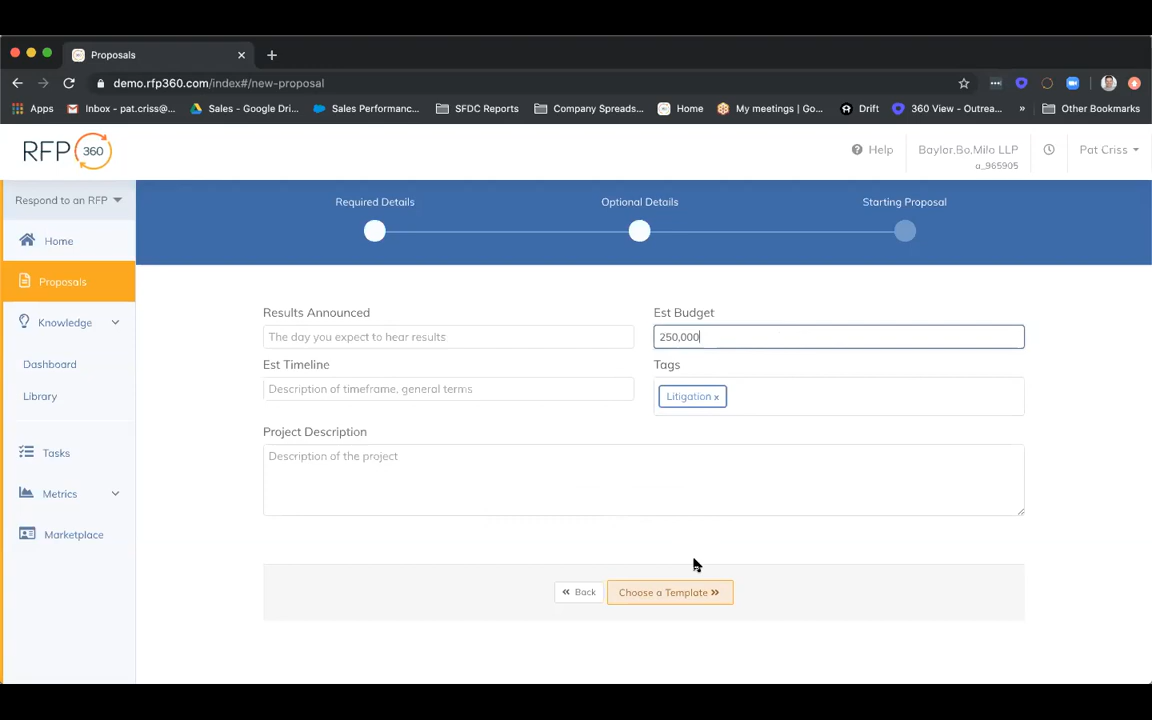 Proposals
demo.rfp360.com/index#/new-proposal
Apps
Inbox - pat.criss@...
Sales - Google Dri...
Sales Performanc...
SFDC Reports
Company Spreads...
Home
My meetings | Go...
Drift
360 View - Outrea...
»
Other Bookmarks
RFP 360
Help
Baylor,Bo,Milo LLP
a_965905
Pat Criss
Respond to an RFP
Required Details
Optional Details
Starting Proposal
Home
Proposals
Knowledge
Dashboard
Library
Tasks
Metrics
Marketplace
Results Announced
The day you expect to hear results
Est Budget
250,000
Est Timeline
Description of timeframe, general terms
Tags
Litigation x
Project Description
Description of the project
« Back
Choose a Template »